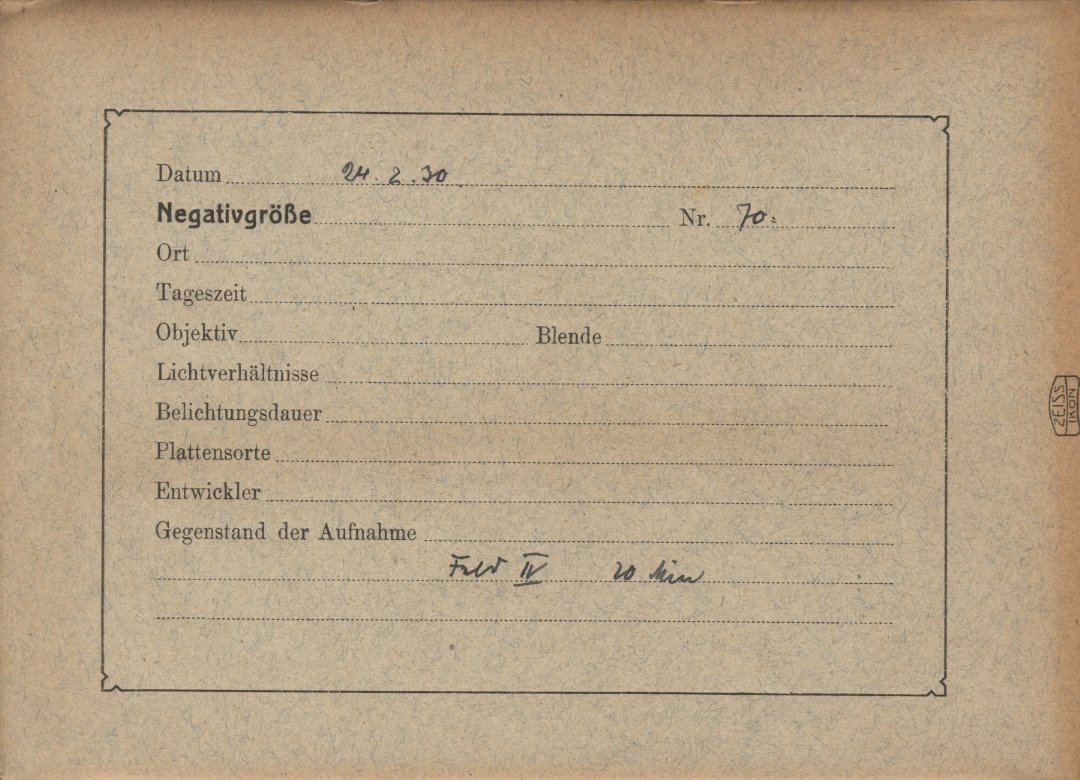 Datum 24. 2. 30
Negativgröße Nr. 70.
Ort
Tageszeit
Objektiv Blende
Lichtverhältnisse
Belichtungsdauer
Plattensorte
Entwickler
Gegenstand der Aufnahme
Feld IV 20 Min
ZEISS
IKON